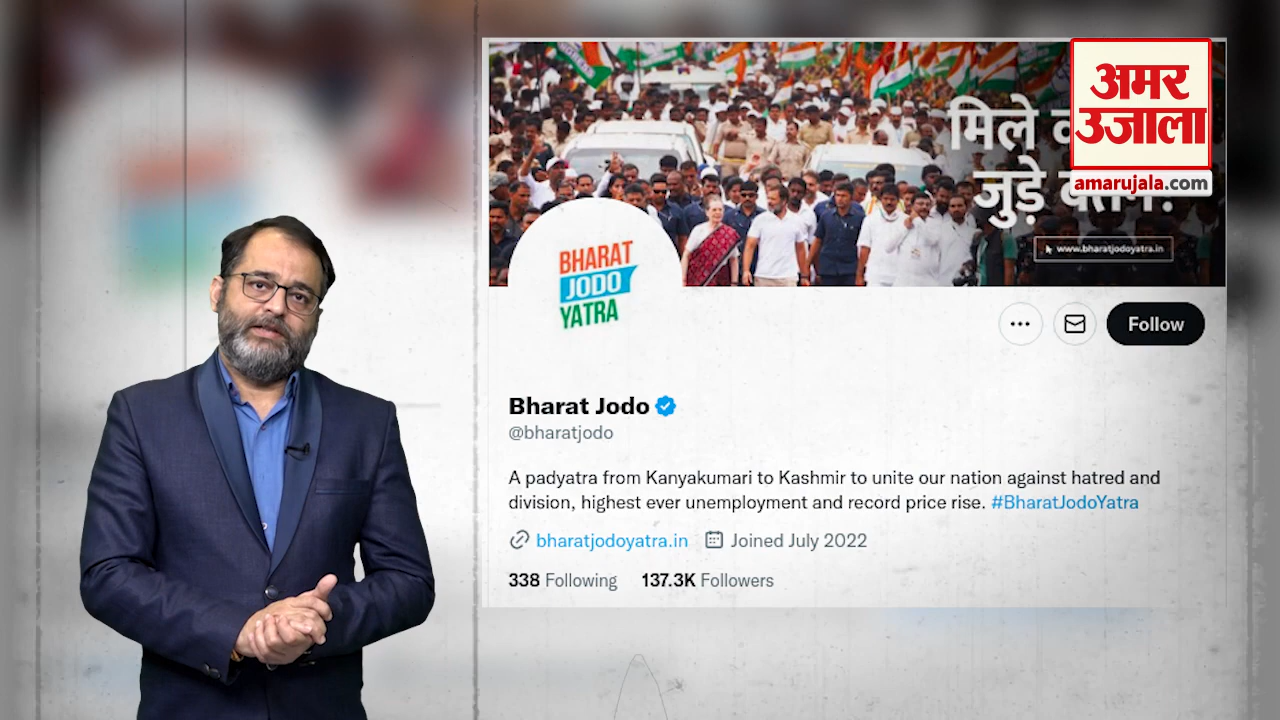 अमर
उजाला
amarujala.com
मिले
जुड़े
www.bharatjodoyatra.in
BHARAT
JODO
YATRA
Follow
Bharat Jodo
@bharatjodo
A padyatra from Kanyakumari to Kashmir to unite our nation against hatred and
division, highest ever unemployment and record price rise. #BharatJodoYatra
bharatjodoyatra.in Joined July 2022
338 Following 137.3K Followers